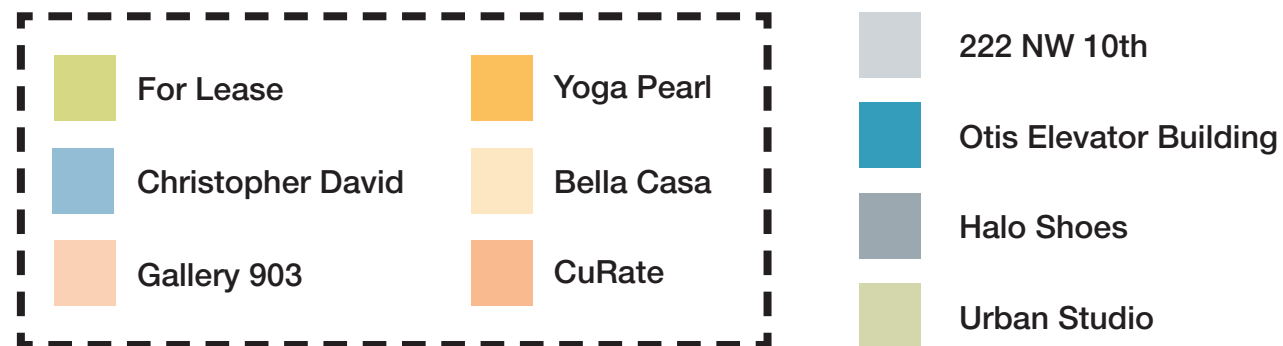 For Lease
Christopher David
Gallery 903
Yoga Pearl
Bella Casa
CuRate
222 NW 10th
Otis Elevator Building
Halo Shoes
Urban Studio